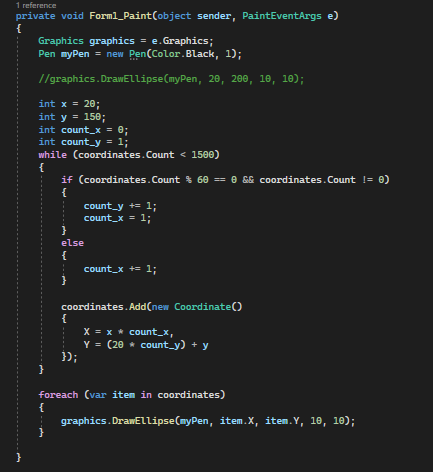 1 reference
private void Form1_Paint(object sender, PaintEventArgs e)
{
Graphics graphics = e.Graphics;
Pen myPen = new Pen(Color.Black, 1);
//graphics.DrawEllipse(myPen, 20, 200, 10, 10);
int x = 20;
int y = 150;
int count_x = 0;
int count_y = 1;
while (coordinates.Count < 1500)
{
if (coordinates.Count % 60 == 0 && coordinates.Count != 0)
{
count_y += 1;
count_x = 1;
}
else
{
count_x += 1;
}
coordinates.Add(new Coordinate()
{
X = x * count_x,
Y = (20 * count_y) + y
});
}
foreach (var item in coordinates)
{
graphics.DrawEllipse(myPen, item.X, item.Y, 10, 10);
}
}